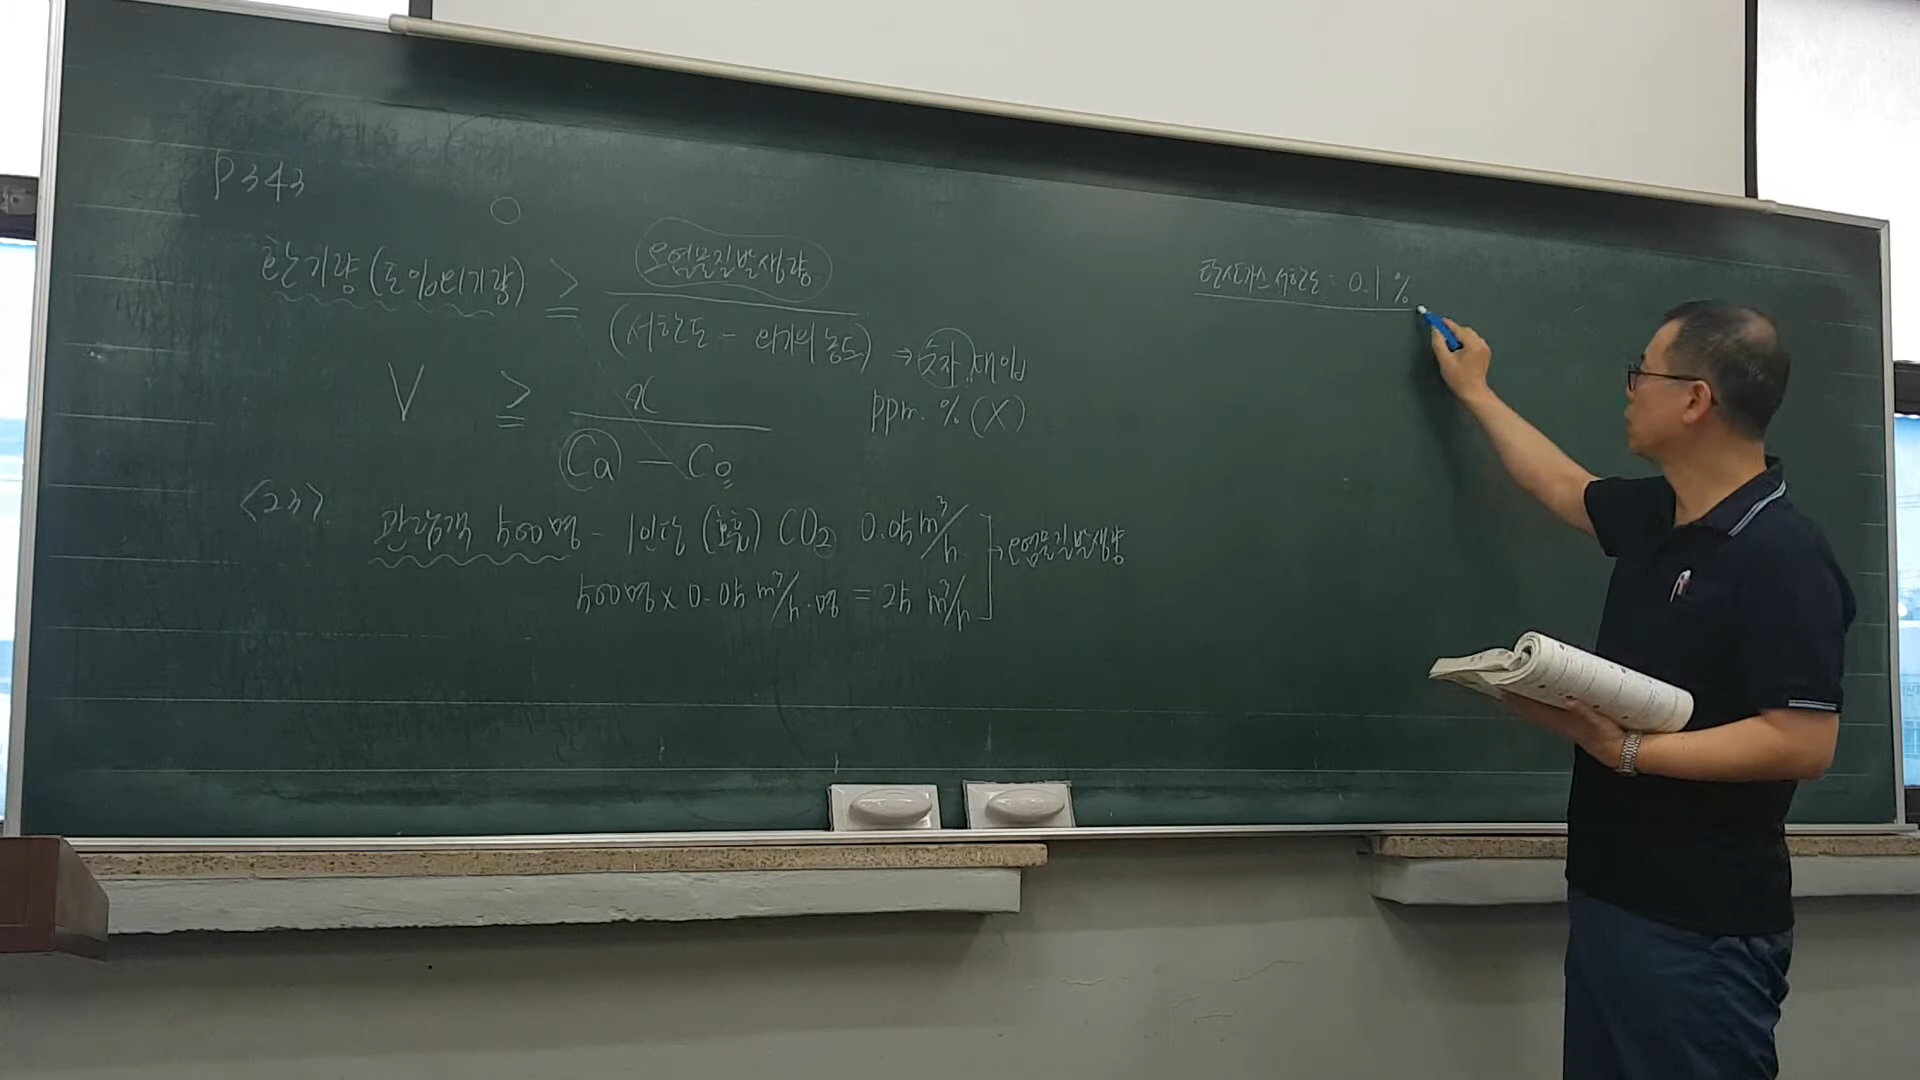 P343
환기량(도입외기량) ≧ 오염물질발생량 / (서한도 - 외기의 농도) → 숫자 대입
ppm. % (X)
V ≧ x / Ca - Co
<23>
관람객 500명 - 1인당 (호흡) CO2 0.05 m³/h
500명 x 0.05 m³/h·명 = 25 m³/h
→ 오염물질발생량
탄산가스 서한도 : 0.1 %